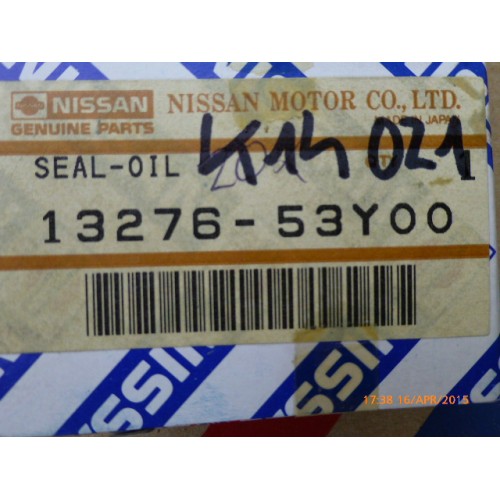 NISSAN NISSAN MOTOR CO., LTD.
GENUINE PARTS MADE IN JAPAN
SEAL-OIL 021 1
13276-53Y00
17:38 16/APR/2015